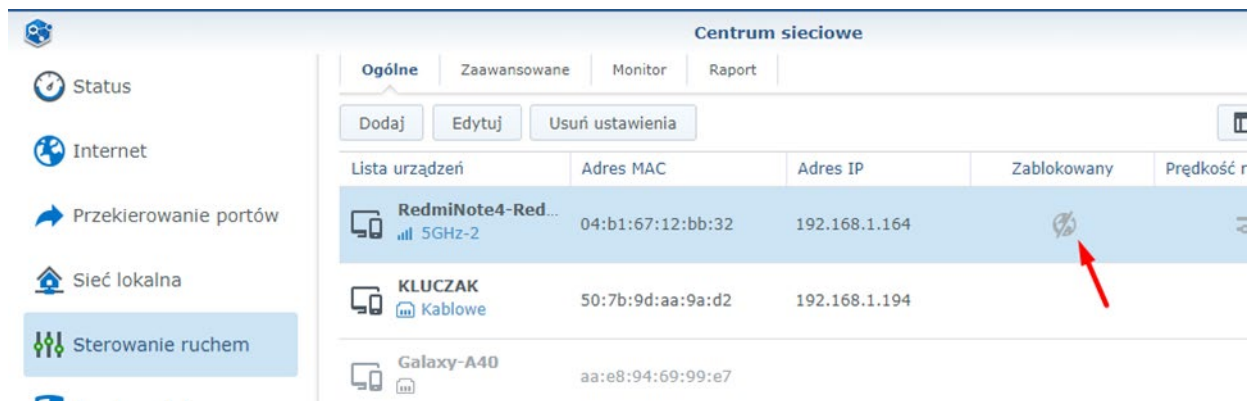 Centrum sieciowe
Status
Internet
Przekierowanie portów
Sieć lokalna
Sterowanie ruchem
Ogólne Zaawansowane Monitor Raport
Dodaj Edytuj Usuń ustawienia
Lista urządzeń Adres MAC Adres IP Zablokowany Prędkość
RedmiNote4-Red... 04:b1:67:12:bb:32 192.168.1.164
5GHz-2
KLUCZAK 50:7b:9d:aa:9a:d2 192.168.1.194
Kablowe
Galaxy-A40 aa:e8:94:69:99:e7